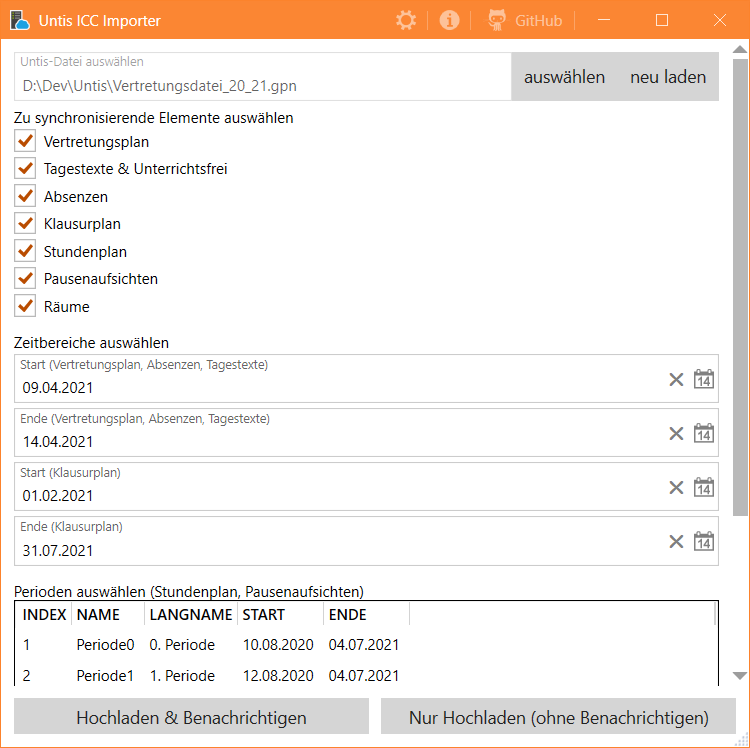 Untis ICC Importer
GitHub
Untis-Datei auswählen
D:\Dev\Untis\Vertretungsdatei_20_21.gpn
auswählen neu laden
Zu synchronisierende Elemente auswählen
Vertretungsplan
Tagestexte & Unterrichtsfrei
Absenzen
Klausurplan
Stundenplan
Pausenaufsichten
Räume
Zeitbereiche auswählen
Start (Vertretungsplan, Absenzen, Tagestexte)
09.04.2021
14
Ende (Vertretungsplan, Absenzen, Tagestexte)
14.04.2021
14
Start (Klausurplan)
01.02.2021
14
Ende (Klausurplan)
31.07.2021
14
Perioden auswählen (Stundenplan, Pausenaufsichten)
INDEX NAME LANGNAME START ENDE
1 Periode0 0. Periode 10.08.2020 04.07.2021
2 Periode1 1. Periode 12.08.2020 04.07.2021
Hochladen & Benachrichtigen Nur Hochladen (ohne Benachrichtigen)